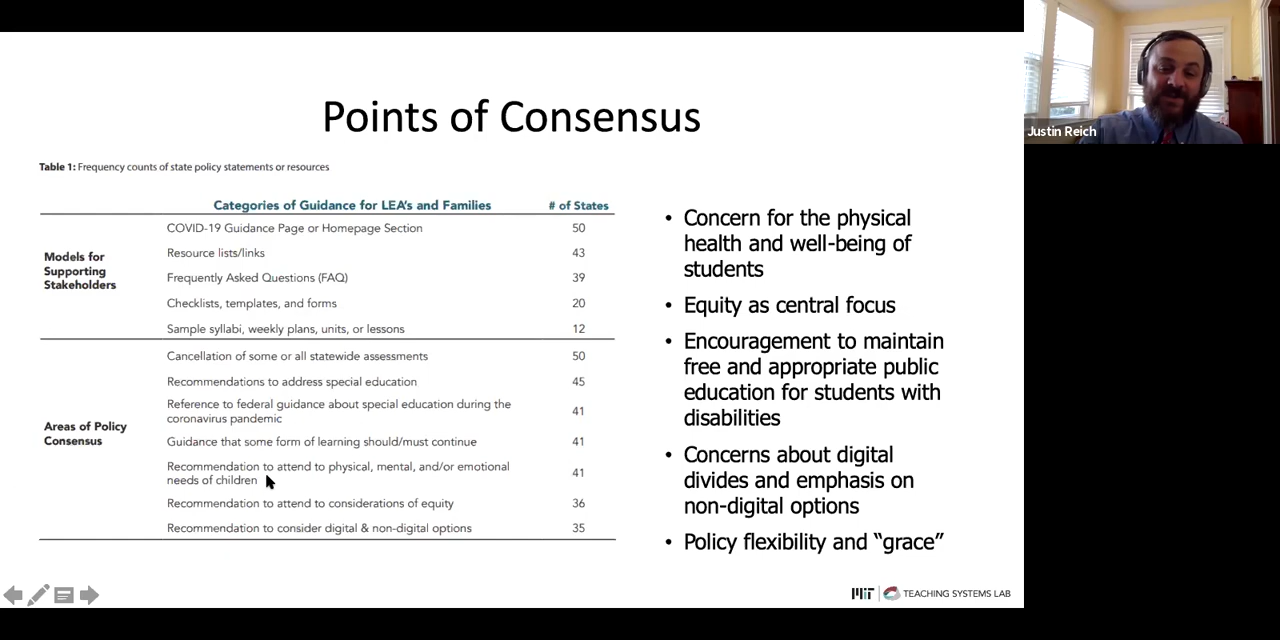 Points of Consensus
Justin Reich
Table 1: Frequency counts of state policy statements or resources
Categories of Guidance for LEA's and Families # of States
Models for
Supporting
Stakeholders
COVID-19 Guidance Page or Homepage Section 50
Resource lists/links 43
Frequently Asked Questions (FAQ) 39
Checklists, templates, and forms 20
Sample syllabi, weekly plans, units, or lessons 12
Areas of Policy
Consensus
Cancellation of some or all statewide assessments 50
Recommendations to address special education 45
Reference to federal guidance about special education during the
coronavirus pandemic 41
Guidance that some form of learning should/must continue 41
Recommendation to attend to physical, mental, and/or emotional
needs of children 41
Recommendation to attend to considerations of equity 36
Recommendation to consider digital & non-digital options 35
• Concern for the physical
health and well-being of
students
• Equity as central focus
• Encouragement to maintain
free and appropriate public
education for students with
disabilities
• Concerns about digital
divides and emphasis on
non-digital options
• Policy flexibility and “grace”
MIT TEACHING SYSTEMS LAB